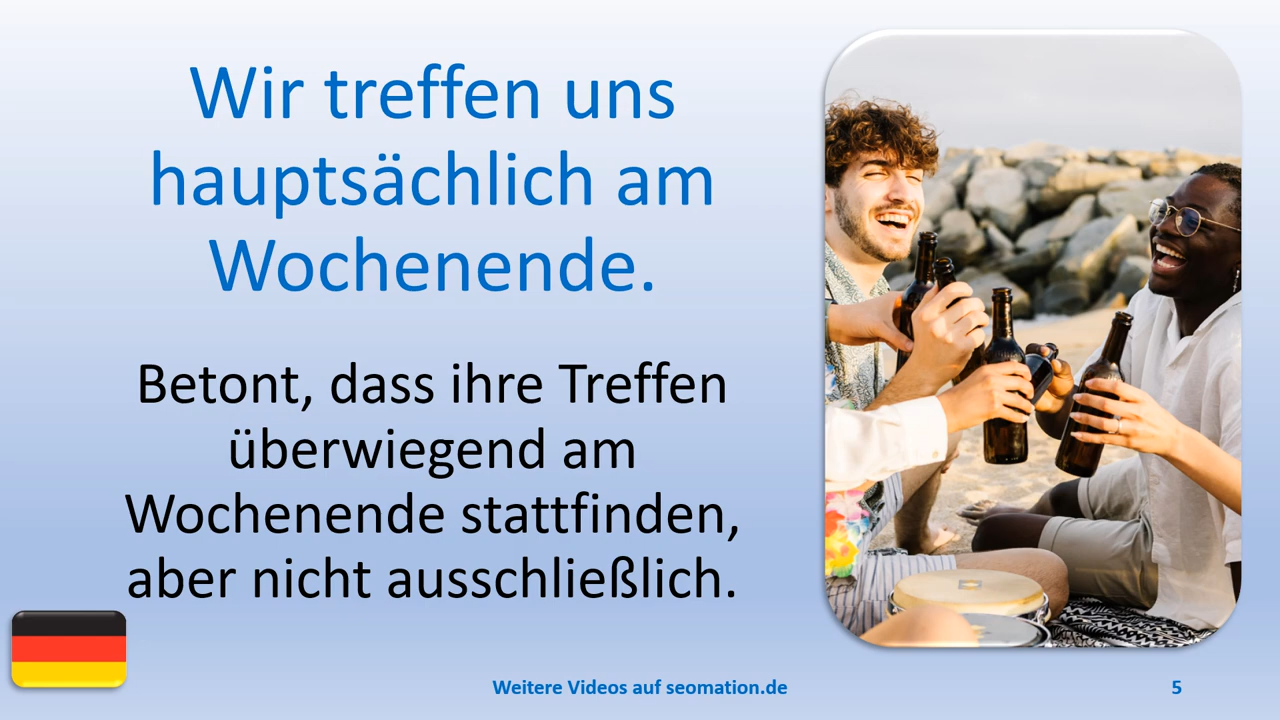 Wir treffen uns
hauptsächlich am
Wochenende.
Betont, dass ihre Treffen
überwiegend am
Wochenende stattfinden,
aber nicht ausschließlich.
Weitere Videos auf seomation.de
5